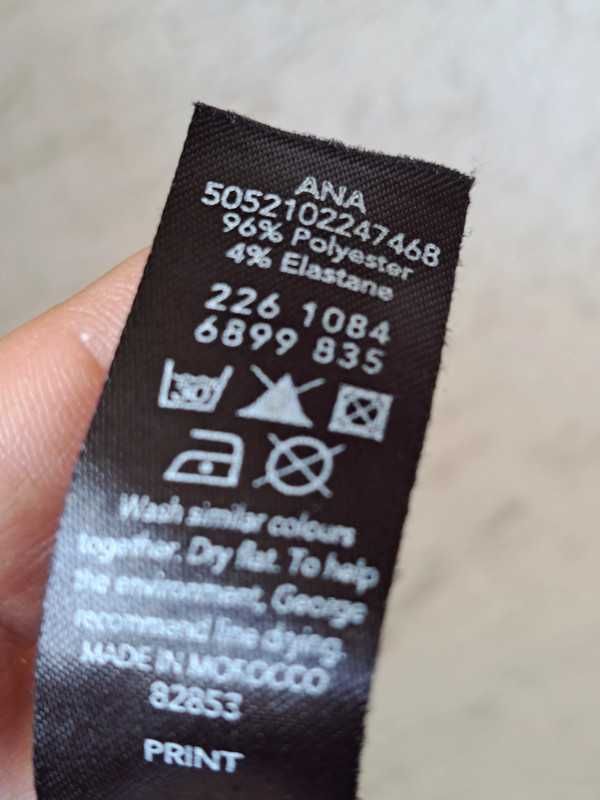 ANA
5052102247468
96% Polyester
4% Elastane
226 1084
6899 835
30
Wash similar colours
together. Dry flat. To help
the environment, George
recommend line drying.
MADE IN MOROCCO
82853
PRINT